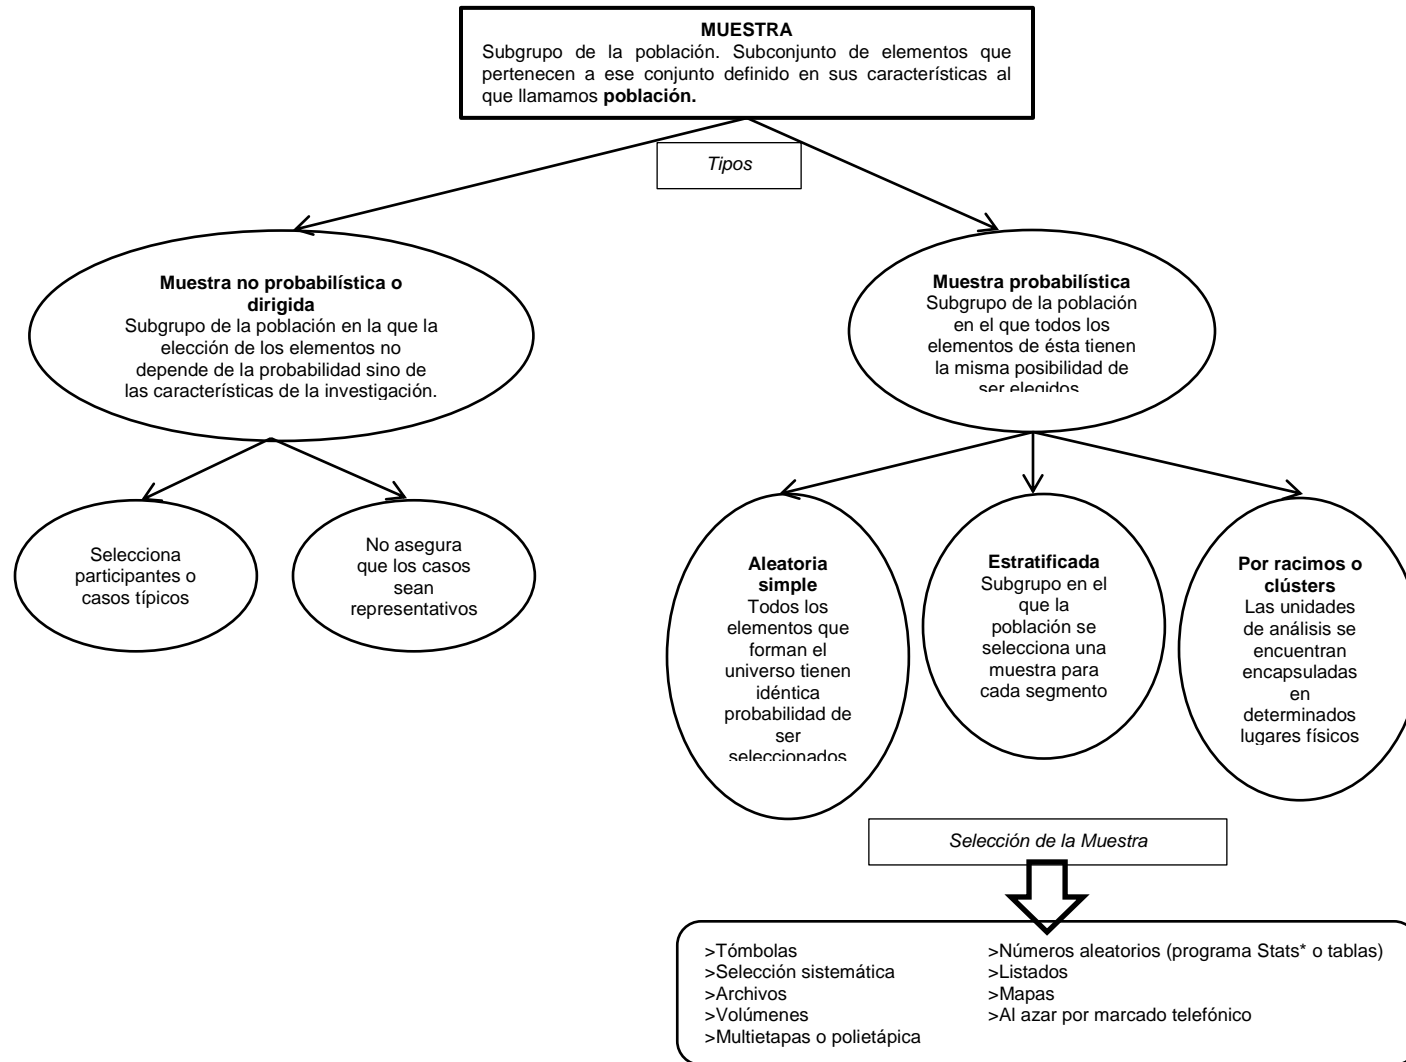 MUESTRA
Subgrupo de la población. Subconjunto de elementos que
pertenecen a ese conjunto definido en sus características al
que llamamos población.
Tipos
Muestra no probabilística o
dirigida
Subgrupo de la población en la que la
elección de los elementos no
depende de la probabilidad sino de
las características de la investigación.
Muestra probabilística
Subgrupo de la población
en el que todos los
elementos de ésta tienen
la misma posibilidad de
ser elegidos
Selecciona
participantes o
casos típicos
No asegura
que los casos
sean
representativos
Aleatoria
simple
Todos los
elementos que
forman el
universo tienen
idéntica
probabilidad de
ser
seleccionados
Estratificada
Subgrupo en el
que la
población se
selecciona una
muestra para
cada segmento
Por racimos o
clústers
Las unidades
de análisis se
encuentran
encapsuladas
en
determinados
lugares físicos
Selección de la Muestra
>Tómbolas
>Selección sistemática
>Archivos
>Volúmenes
>Multietapas o polietápica
>Números aleatorios (programa Stats* o tablas)
>Listados
>Mapas
>Al azar por marcado telefónico